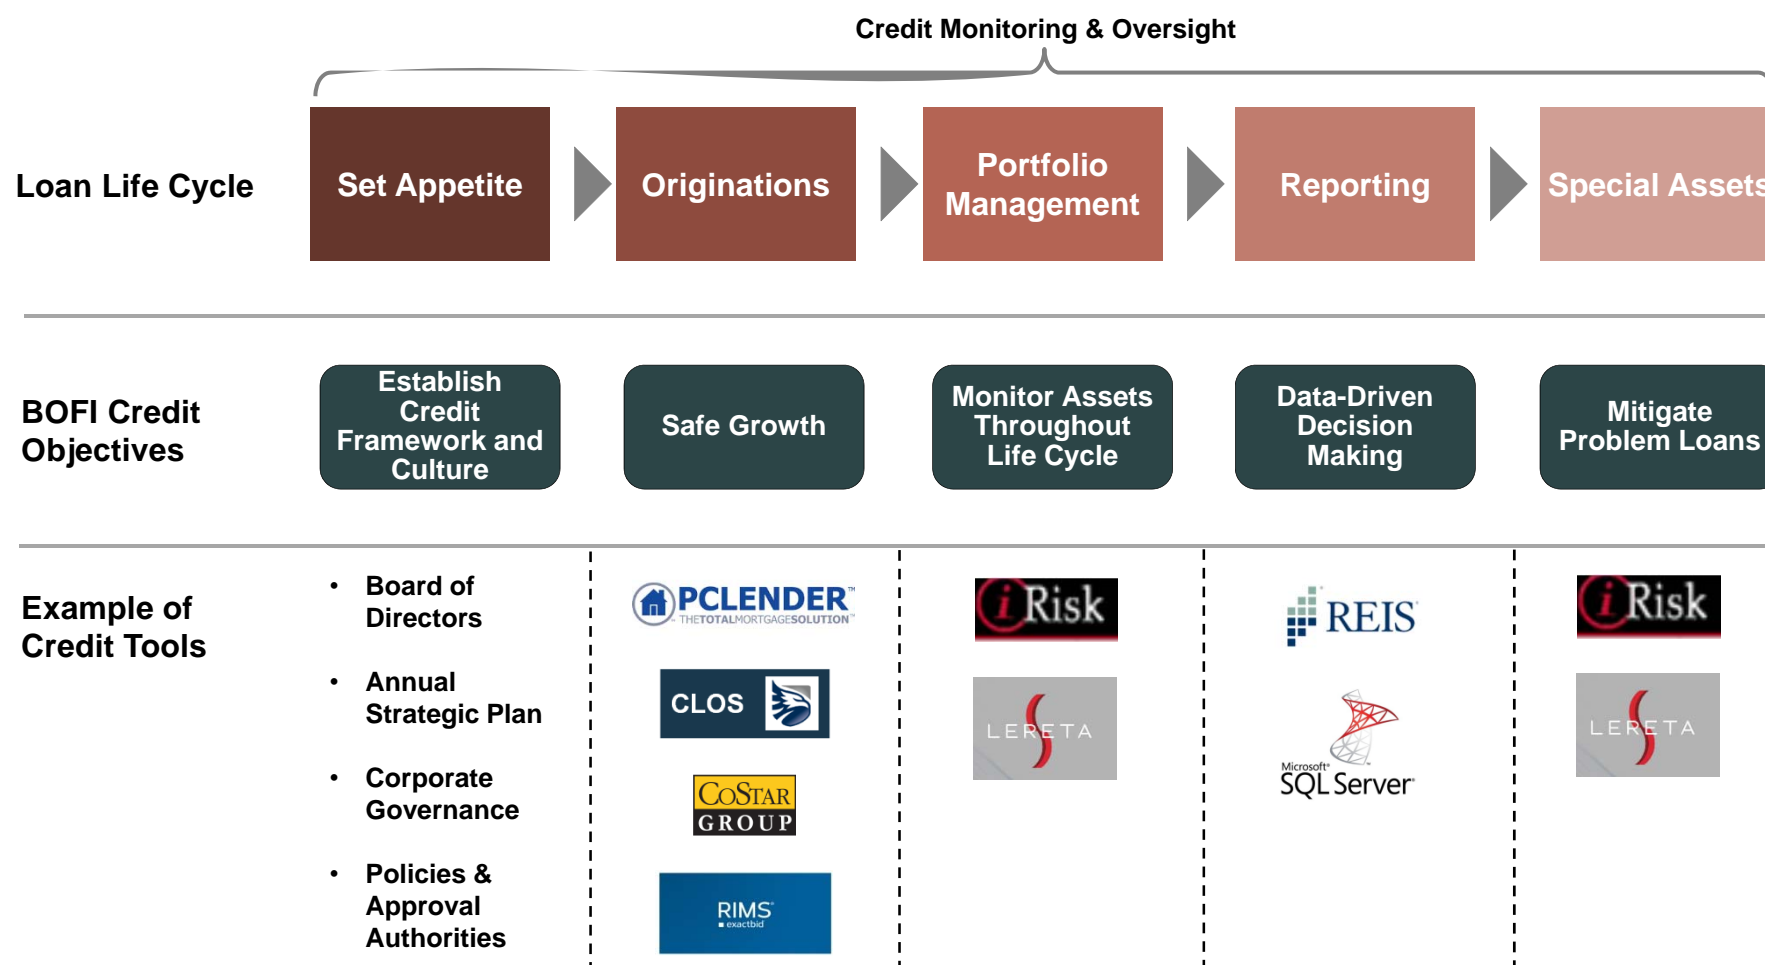 Credit Monitoring & Oversight
Loan Life Cycle
Set Appetite
Originations
Portfolio
Management
Reporting
Special Assets
BOFI Credit
Objectives
Establish
Credit
Framework and
Culture
Safe Growth
Monitor Assets
Throughout
Life Cycle
Data-Driven
Decision
Making
Mitigate
Problem Loans
Example of
Credit Tools
• Board of
Directors
• Annual
Strategic Plan
• Corporate
Governance
• Policies &
Approval
Authorities
PCLENDER™
THETOTALMORTGAGESOLUTION™
CLOS
COSTAR
GROUP
RIMS
exactbid
iRisk
LERETA
REIS
Microsoft®
SQL Server®
iRisk
LERETA